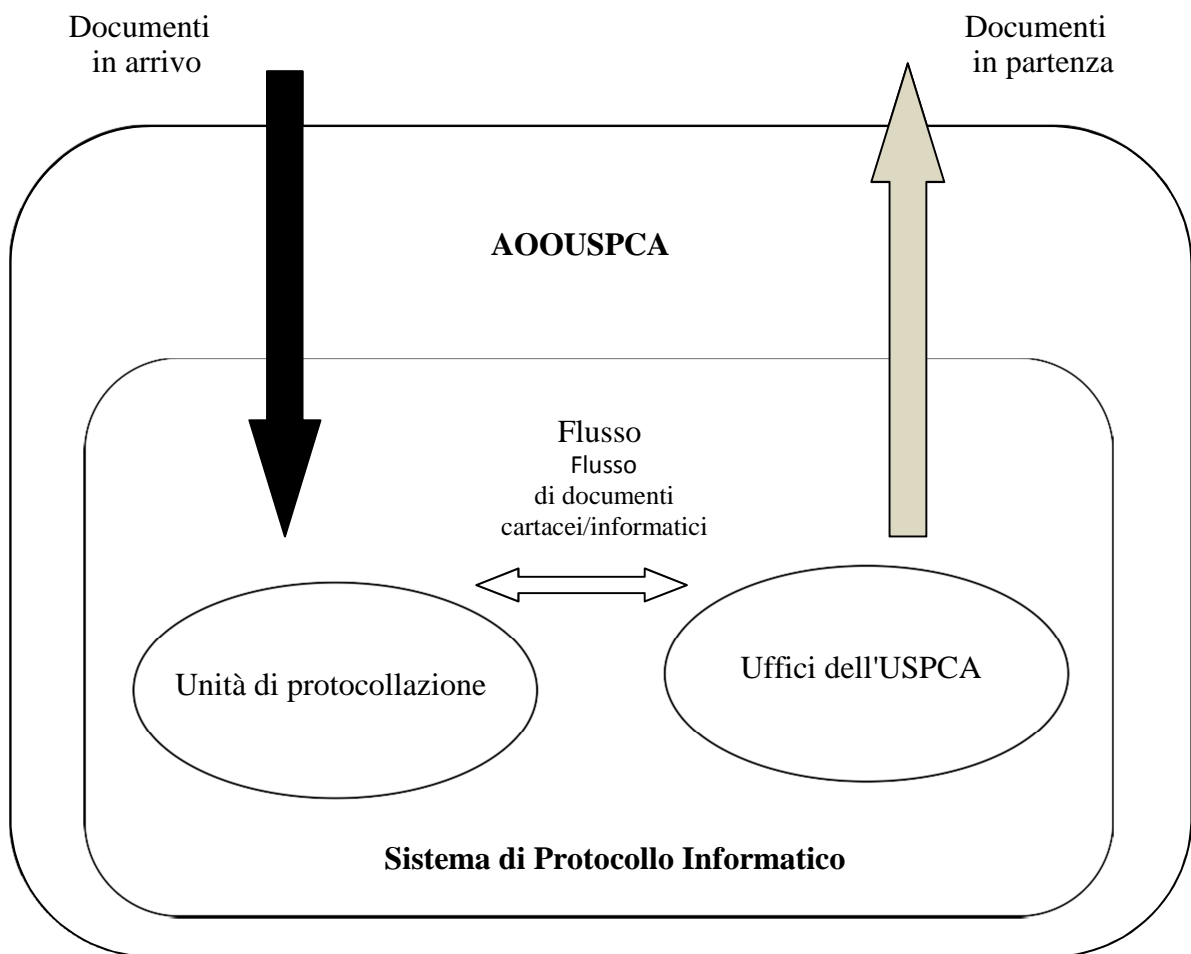 Documenti
in arrivo
Documenti
in partenza
AOOUSPCA
Flusso
Flusso
di documenti
cartacei/informatici
Unità di protocollazione
Uffici dell'USPCA
Sistema di Protocollo Informatico